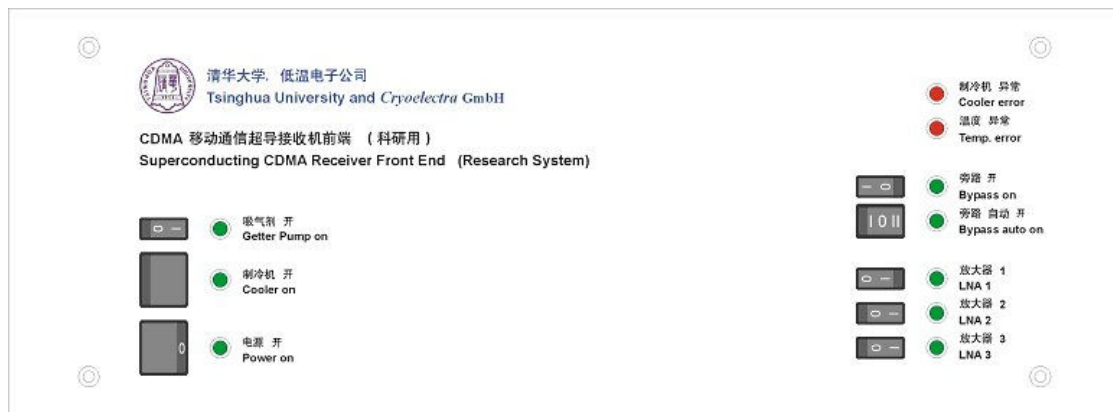 清华大学, 低温电子公司
Tsinghua University and Cryoelectra GmbH
CDMA 移动通信超导接收机前端 (科研用)
Superconducting CDMA Receiver Front End (Research System)
吸气剂 开
Getter Pump on
制冷机 开
Cooler on
电源 开
Power on
制冷机 异常
Cooler error
温度 异常
Temp. error
旁路 开
Bypass on
旁路 自动 开
Bypass auto on
放大器 1
LNA 1
放大器 2
LNA 2
放大器 3
LNA 3